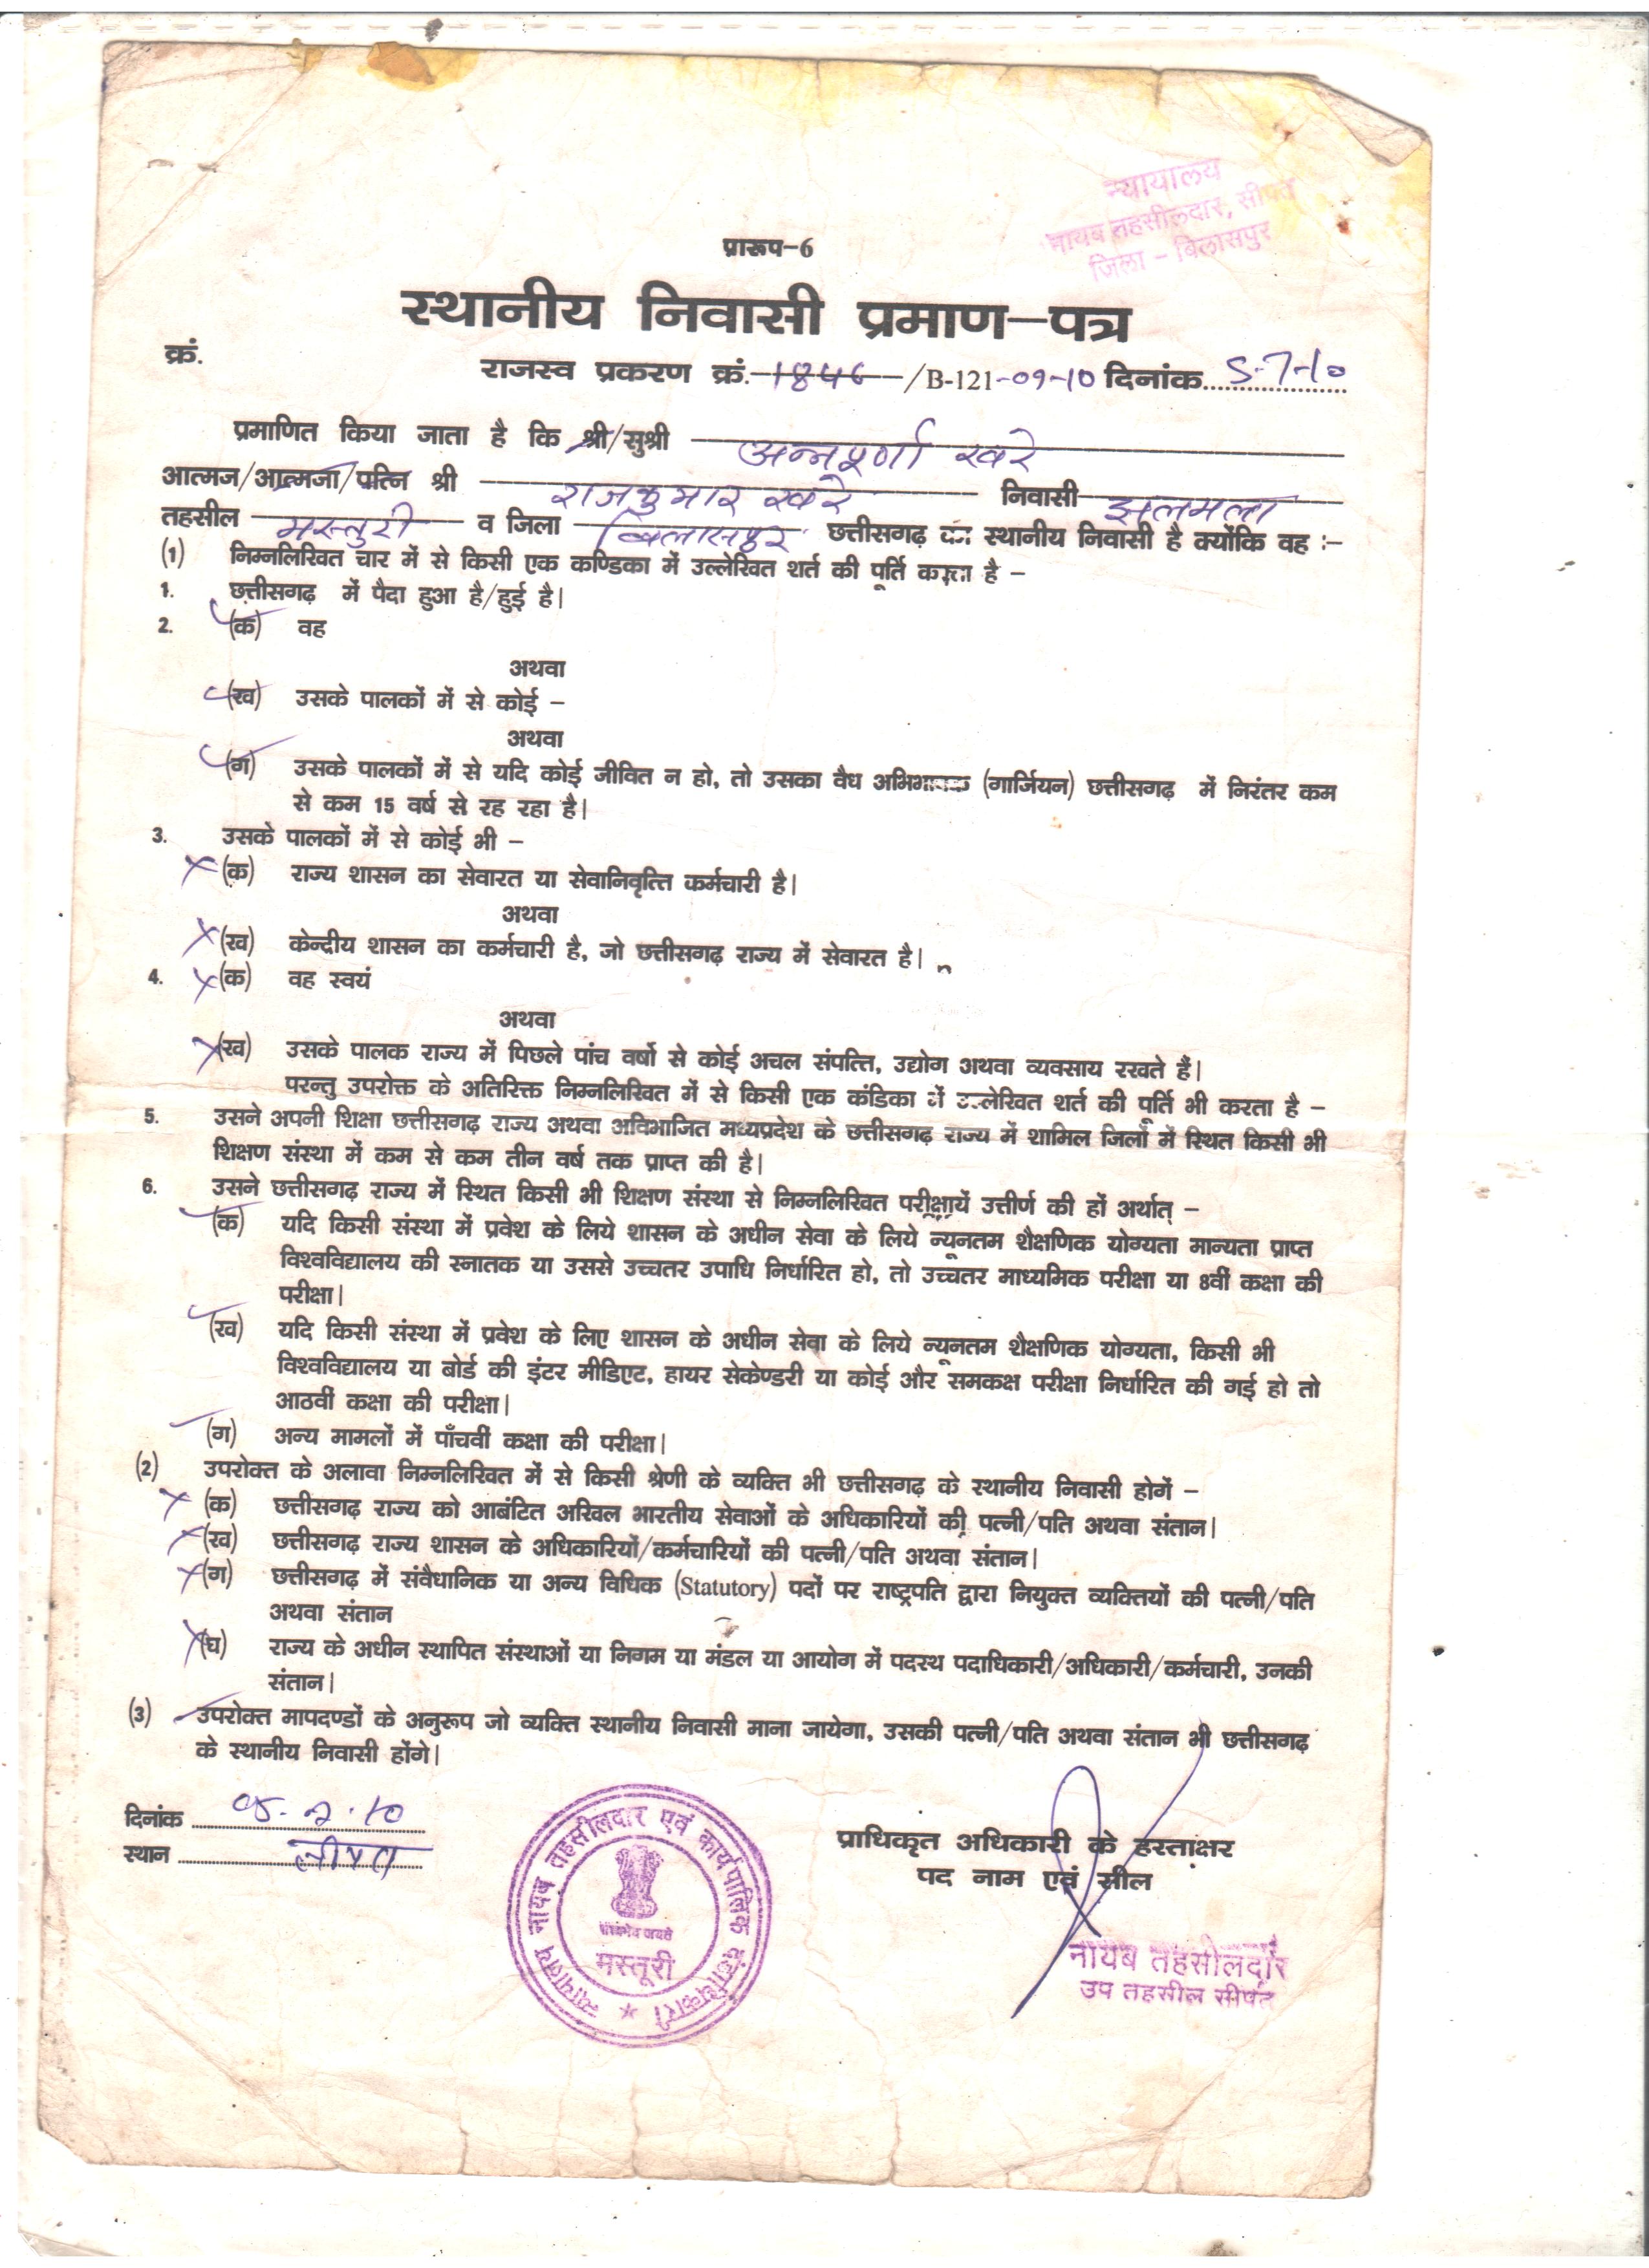 न्यायालय
नायब तहसीलदार, सीपत
जिला - बिलासपुर
प्रारूप-6
स्थानीय निवासी प्रमाण-पत्र
क्रं.
राजस्व प्रकरण क्रं. 1846 /B-121-09-10 दिनांक 5-7-10
प्रमाणित किया जाता है कि श्री/सुश्री अन्नपूर्णा खरे
आत्मज/आत्मजा/पत्नि श्री राजकुमार खरे निवासी झलमला
तहसील मस्तुरी व जिला बिलासपुर छत्तीसगढ़ का स्थानीय निवासी है क्योंकि वह :-
(1) निम्नलिखित चार में से किसी एक कण्डिका में उल्लेखित शर्त की पूर्ति करता है -
1. छत्तीसगढ़ में पैदा हुआ है/हुई है।
2. (क) वह
अथवा
(ख) उसके पालकों में से कोई -
अथवा
(ग) उसके पालकों में से यदि कोई जीवित न हो, तो उसका वैध अभिभावक (गार्जियन) छत्तीसगढ़ में निरंतर कम
से कम 15 वर्ष से रह रहा है।
3. उसके पालकों में से कोई भी -
(क) राज्य शासन का सेवारत या सेवानिवृत्ति कर्मचारी है।
अथवा
(ख) केन्द्रीय शासन का कर्मचारी है, जो छत्तीसगढ़ राज्य में सेवारत है।
4. (क) वह स्वयं
अथवा
(ख) उसके पालक राज्य में पिछले पांच वर्षो से कोई अचल संपत्ति, उद्योग अथवा व्यवसाय रखते हैं।
परन्तु उपरोक्त के अतिरिक्त निम्नलिखित में से किसी एक कंडिका में उल्लेखित शर्त की पूर्ति भी करता है -
5. उसने अपनी शिक्षा छत्तीसगढ़ राज्य अथवा अविभाजित मध्यप्रदेश के छत्तीसगढ़ राज्य में शामिल जिलों में स्थित किसी भी
शिक्षण संस्था में कम से कम तीन वर्ष तक प्राप्त की है।
6. उसने छत्तीसगढ़ राज्य में स्थित किसी भी शिक्षण संस्था से निम्नलिखित परीक्षायें उत्तीर्ण की हों अर्थात् -
(क) यदि किसी संस्था में प्रवेश के लिये शासन के अधीन सेवा के लिये न्यूनतम शैक्षणिक योग्यता मान्यता प्राप्त
विश्वविद्यालय की स्नातक या उससे उच्चतर उपाधि निर्धारित हो, तो उच्चतर माध्यमिक परीक्षा या 8वीं कक्षा की
परीक्षा।
(ख) यदि किसी संस्था में प्रवेश के लिए शासन के अधीन सेवा के लिये न्यूनतम शैक्षणिक योग्यता, किसी भी
विश्वविद्यालय या बोर्ड की इंटर मीडिएट, हायर सेकेण्डरी या कोई और समकक्ष परीक्षा निर्धारित की गई हो तो
आठवीं कक्षा की परीक्षा।
(ग) अन्य मामलों में पाँचवीं कक्षा की परीक्षा।
(2) उपरोक्त के अलावा निम्नलिखित में से किसी श्रेणी के व्यक्ति भी छत्तीसगढ़ के स्थानीय निवासी होगें -
(क) छत्तीसगढ़ राज्य को आबंटित अखिल भारतीय सेवाओं के अधिकारियों की पत्नी/पति अथवा संतान।
(ख) छत्तीसगढ़ राज्य शासन के अधिकारियों/कर्मचारियों की पत्नी/पति अथवा संतान।
(ग) छत्तीसगढ़ में संवैधानिक या अन्य विधिक (Statutory) पदों पर राष्ट्रपति द्वारा नियुक्त व्यक्तियों की पत्नी/पति
अथवा संतान
(घ) राज्य के अधीन स्थापित संस्थाओं या निगम या मंडल या आयोग में पदस्थ पदाधिकारी/अधिकारी/कर्मचारी, उनकी
संतान।
(3) उपरोक्त मापदण्डों के अनुरूप जो व्यक्ति स्थानीय निवासी माना जायेगा, उसकी पत्नी/पति अथवा संतान भी छत्तीसगढ़
के स्थानीय निवासी होंगे।
दिनांक 05.7.10
स्थान सीपत
न्यायालय नायब तहसीलदार एवं कार्यपालिक दंडाधिकारी
सत्यमेव जयते
मस्तूरी
प्राधिकृत अधिकारी के हस्ताक्षर
पद नाम एवं सील
नायब तहसीलदार
उप तहसील सीपत